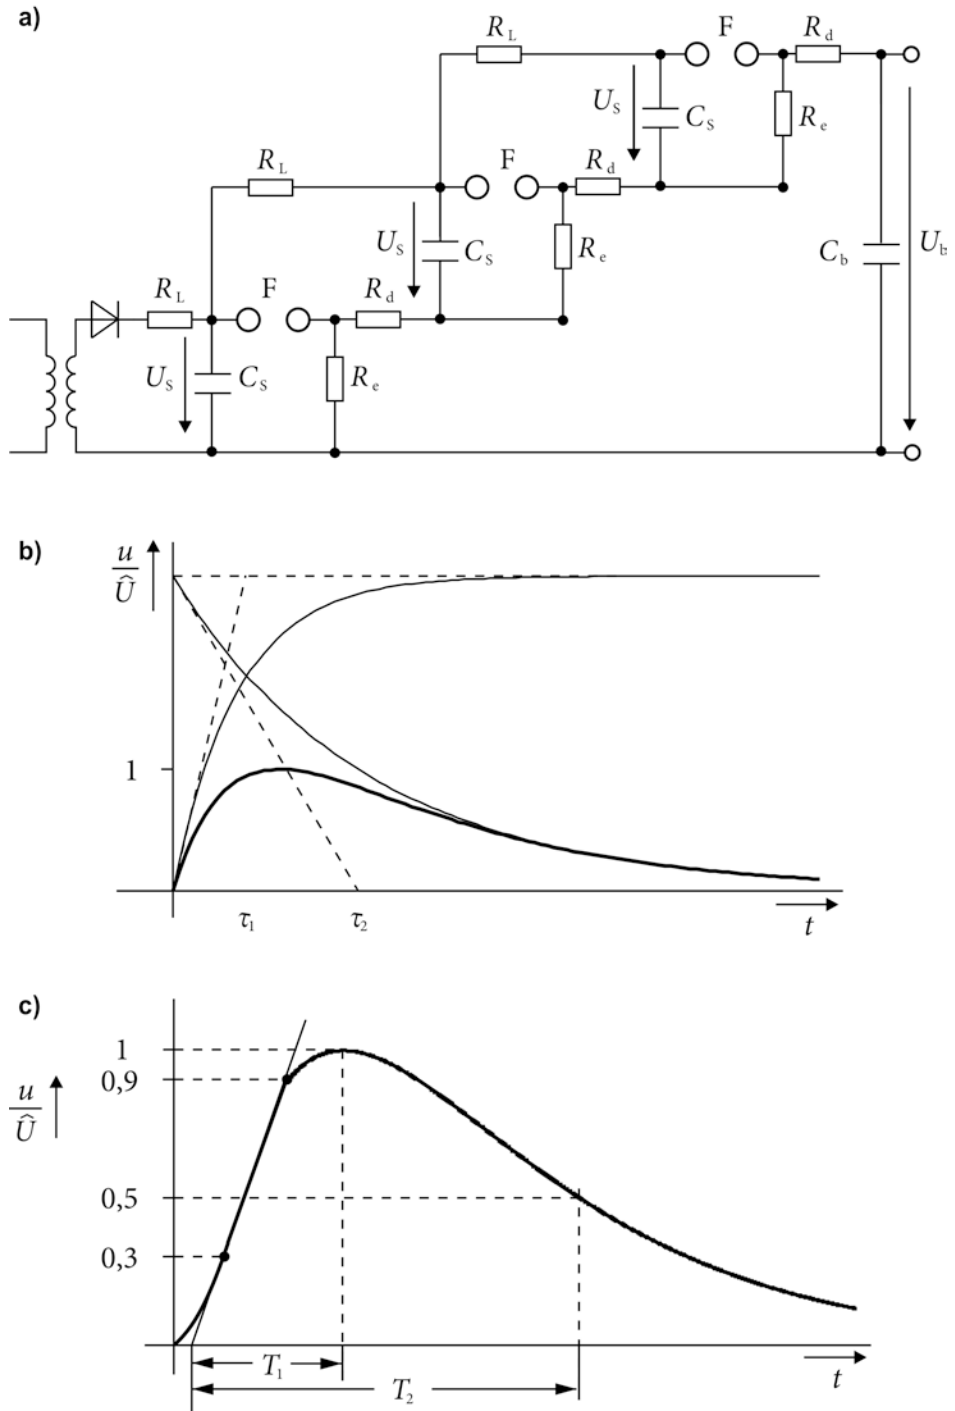 a)
R_L F R_d
U_S C_S R_e
R_L F R_d
U_S C_S R_e C_b U_b
R_L F R_d
U_S C_S R_e
b)
u/Û
1
τ₁ τ₂ t
c)
1
0,9
u/Û
0,5
0,3
T₁
T₂
t